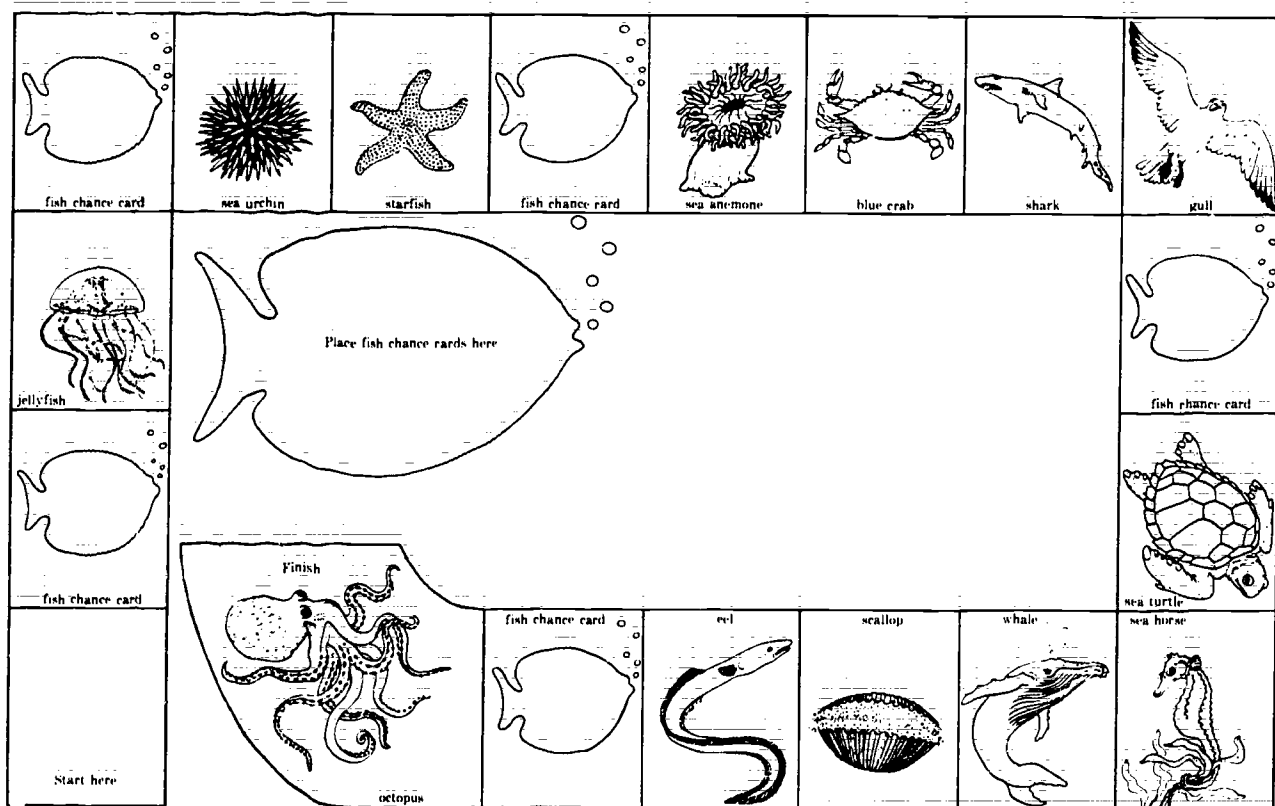 fish chance card
sea urchin
starfish
fish chance card
sea anemone
blue crab
shark
gull
jellyfish
Place fish chance cards here
fish chance card
fish chance card
sea turtle
Finish
octopus
fish chance card
eel
scallop
whale
sea horse
Start here